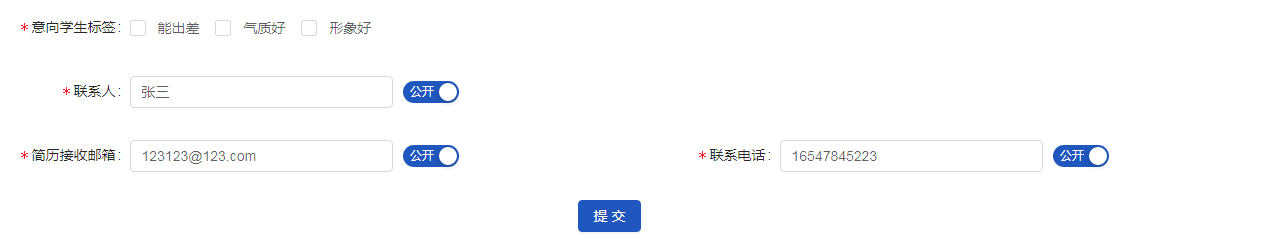 * 意向学生标签: 能出差 气质好 形象好
* 联系人: 张三 公开
* 简历接收邮箱: 123123@123.com 公开 * 联系电话: 16547845223 公开
提 交